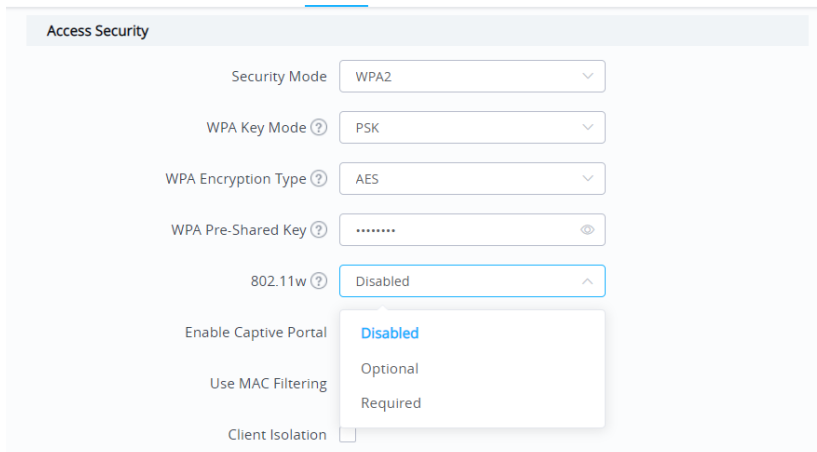 Access Security
Security Mode WPA2
WPA Key Mode ? PSK
WPA Encryption Type ? AES
WPA Pre-Shared Key ? ••••••••
802.11w ? Disabled
Enable Captive Portal Disabled
Optional
Use MAC Filtering
Required
Client Isolation